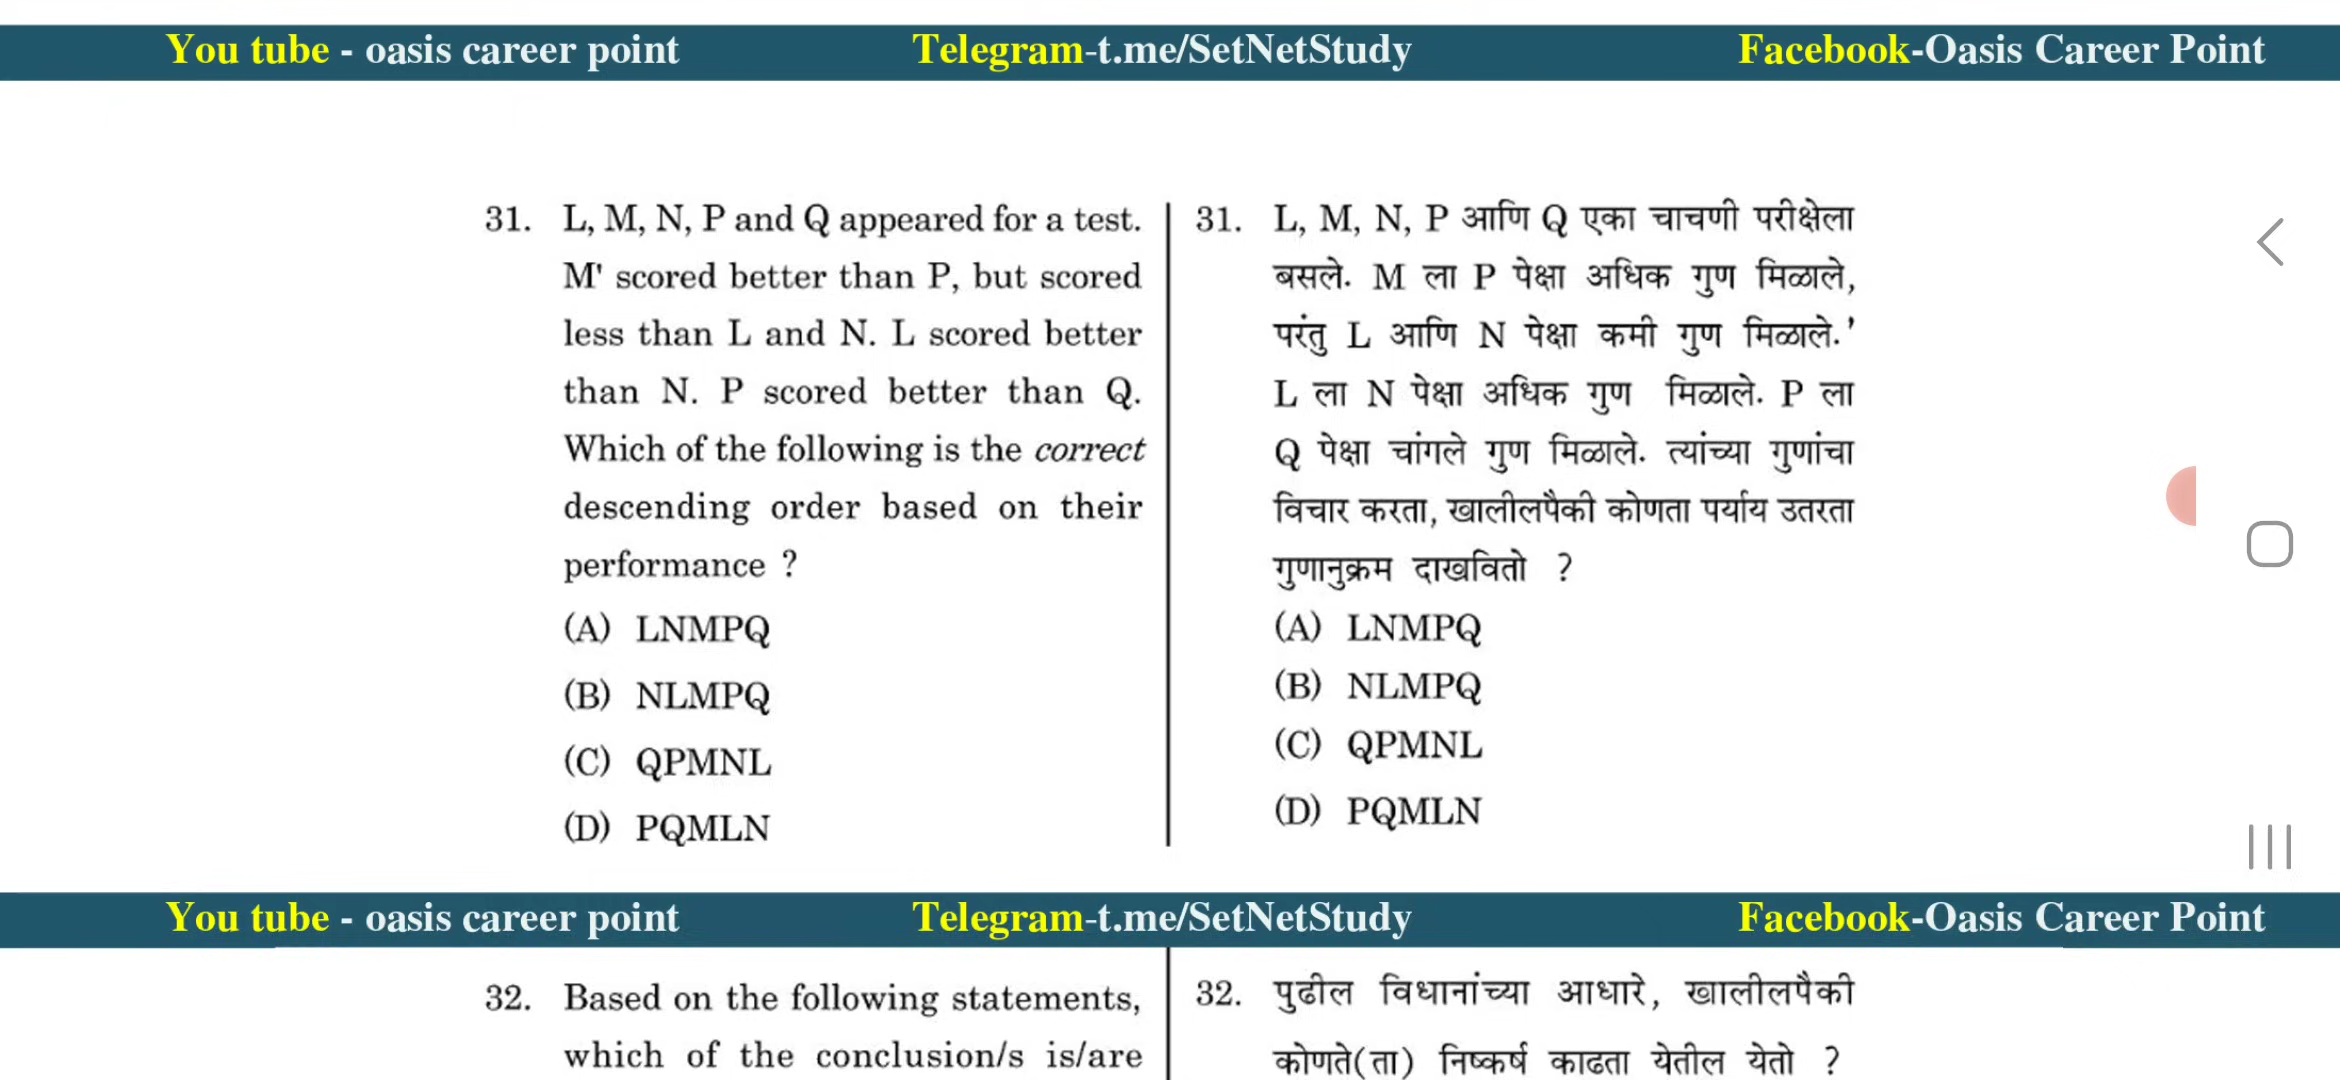 You tube - oasis career point Telegram-t.me/SetNetStudy Facebook-Oasis Career Point
31. L, M, N, P and Q appeared for a test.
M' scored better than P, but scored
less than L and N. L scored better
than N. P scored better than Q.
Which of the following is the correct
descending order based on their
performance ?
(A) LNMPQ
(B) NLMPQ
(C) QPMNL
(D) PQMLN
31. L, M, N, P आणि Q एका चाचणी परीक्षेला
बसले. M ला P पेक्षा अधिक गुण मिळाले,
परंतु L आणि N पेक्षा कमी गुण मिळाले.'
L ला N पेक्षा अधिक गुण मिळाले. P ला
Q पेक्षा चांगले गुण मिळाले. त्यांच्या गुणांचा
विचार करता, खालीलपैकी कोणता पर्याय उतरता
गुणानुक्रम दाखवितो ?
(A) LNMPQ
(B) NLMPQ
(C) QPMNL
(D) PQMLN
You tube - oasis career point Telegram-t.me/SetNetStudy Facebook-Oasis Career Point
32. Based on the following statements,
which of the conclusion/s is/are
32. पुढील विधानांच्या आधारे, खालीलपैकी
कोणते(ता) निष्कर्ष काढता येतील येतो ?